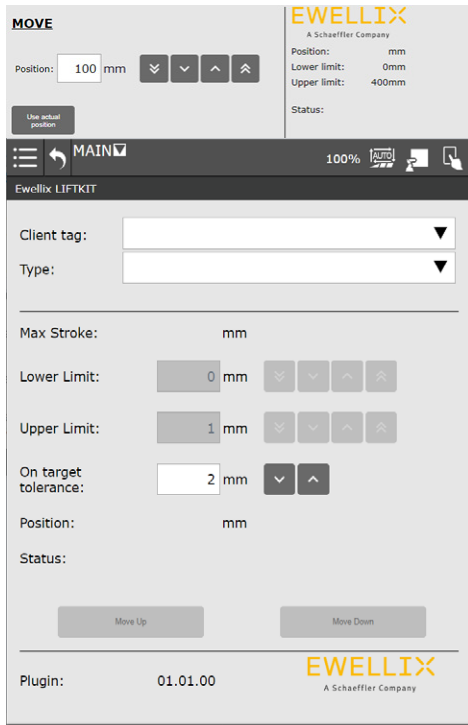 MOVE
Position: 100 mm
Use actual
position
EWELLIX
A Schaeffler Company
Position: mm
Lower limit: 0mm
Upper limit: 400mm
Status:
MAIN
100% AUTO
Ewellix LIFTKIT
Client tag:
Type:
Max Stroke: mm
Lower Limit: 0 mm
Upper Limit: 1 mm
On target
tolerance: 2 mm
Position: mm
Status:
Move Up Move Down
EWELLIX
A Schaeffler Company
Plugin: 01.01.00